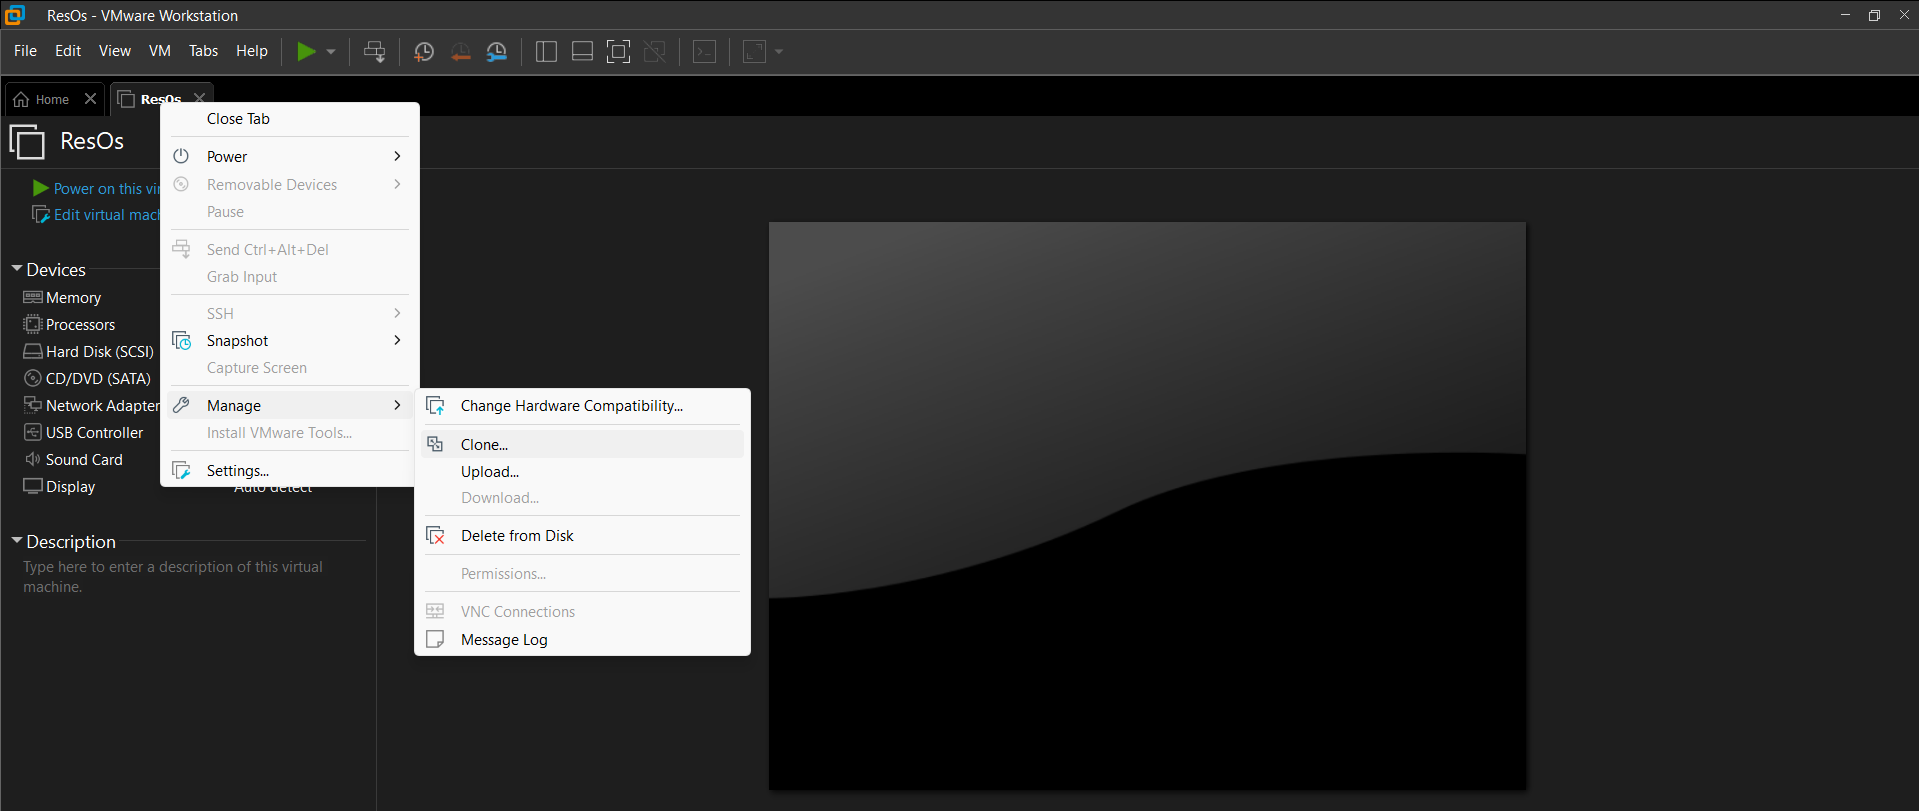 ResOs - VMware Workstation
File Edit View VM Tabs Help
Home ResOs
ResOs
Power on this
Edit virtual
Devices
Memory
Processors
Hard Disk (SCSI)
CD/DVD (SATA)
Network Adapter
USB Controller
Sound Card
Display Auto detect
Description
Type here to enter a description of this virtual
machine.
Close Tab
Power
Removable Devices
Pause
Send Ctrl+Alt+Del
Grab Input
SSH
Snapshot
Capture Screen
Manage
Install VMware Tools...
Settings...
Change Hardware Compatibility...
Clone...
Upload...
Download...
Delete from Disk
Permissions...
VNC Connections
Message Log